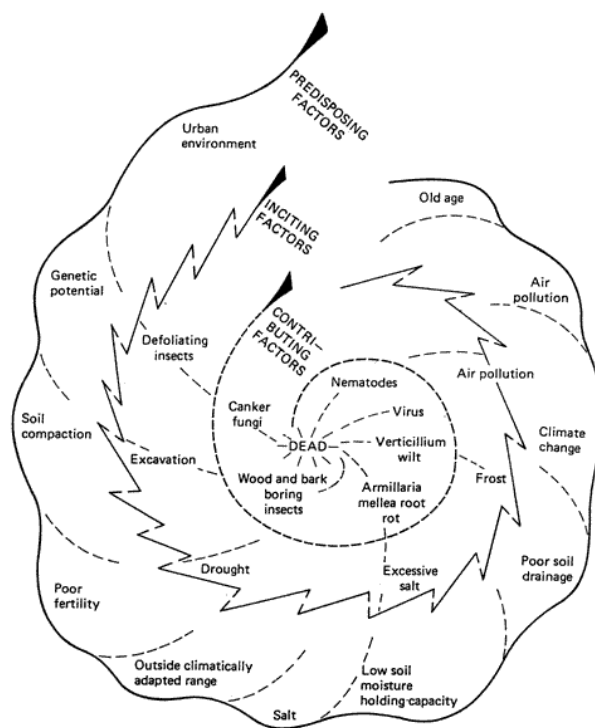 PREDISPOSING
FACTORS
Urban
environment
INCITING
FACTORS
Old age
Genetic
potential
Air
pollution
CONTRI-
BUTING
FACTORS
Defoliating
insects
Air pollution
Nematodes
Canker
fungi
Virus
Soil
compaction
Climate
change
DEAD
Verticillium
wilt
Excavation
Wood and bark
boring
insects
Armillaria
mellea root
rot
Frost
Drought
Excessive
salt
Poor soil
drainage
Poor
fertility
Outside climatically
adapted range
Low soil
moisture
holding-capacity
Salt